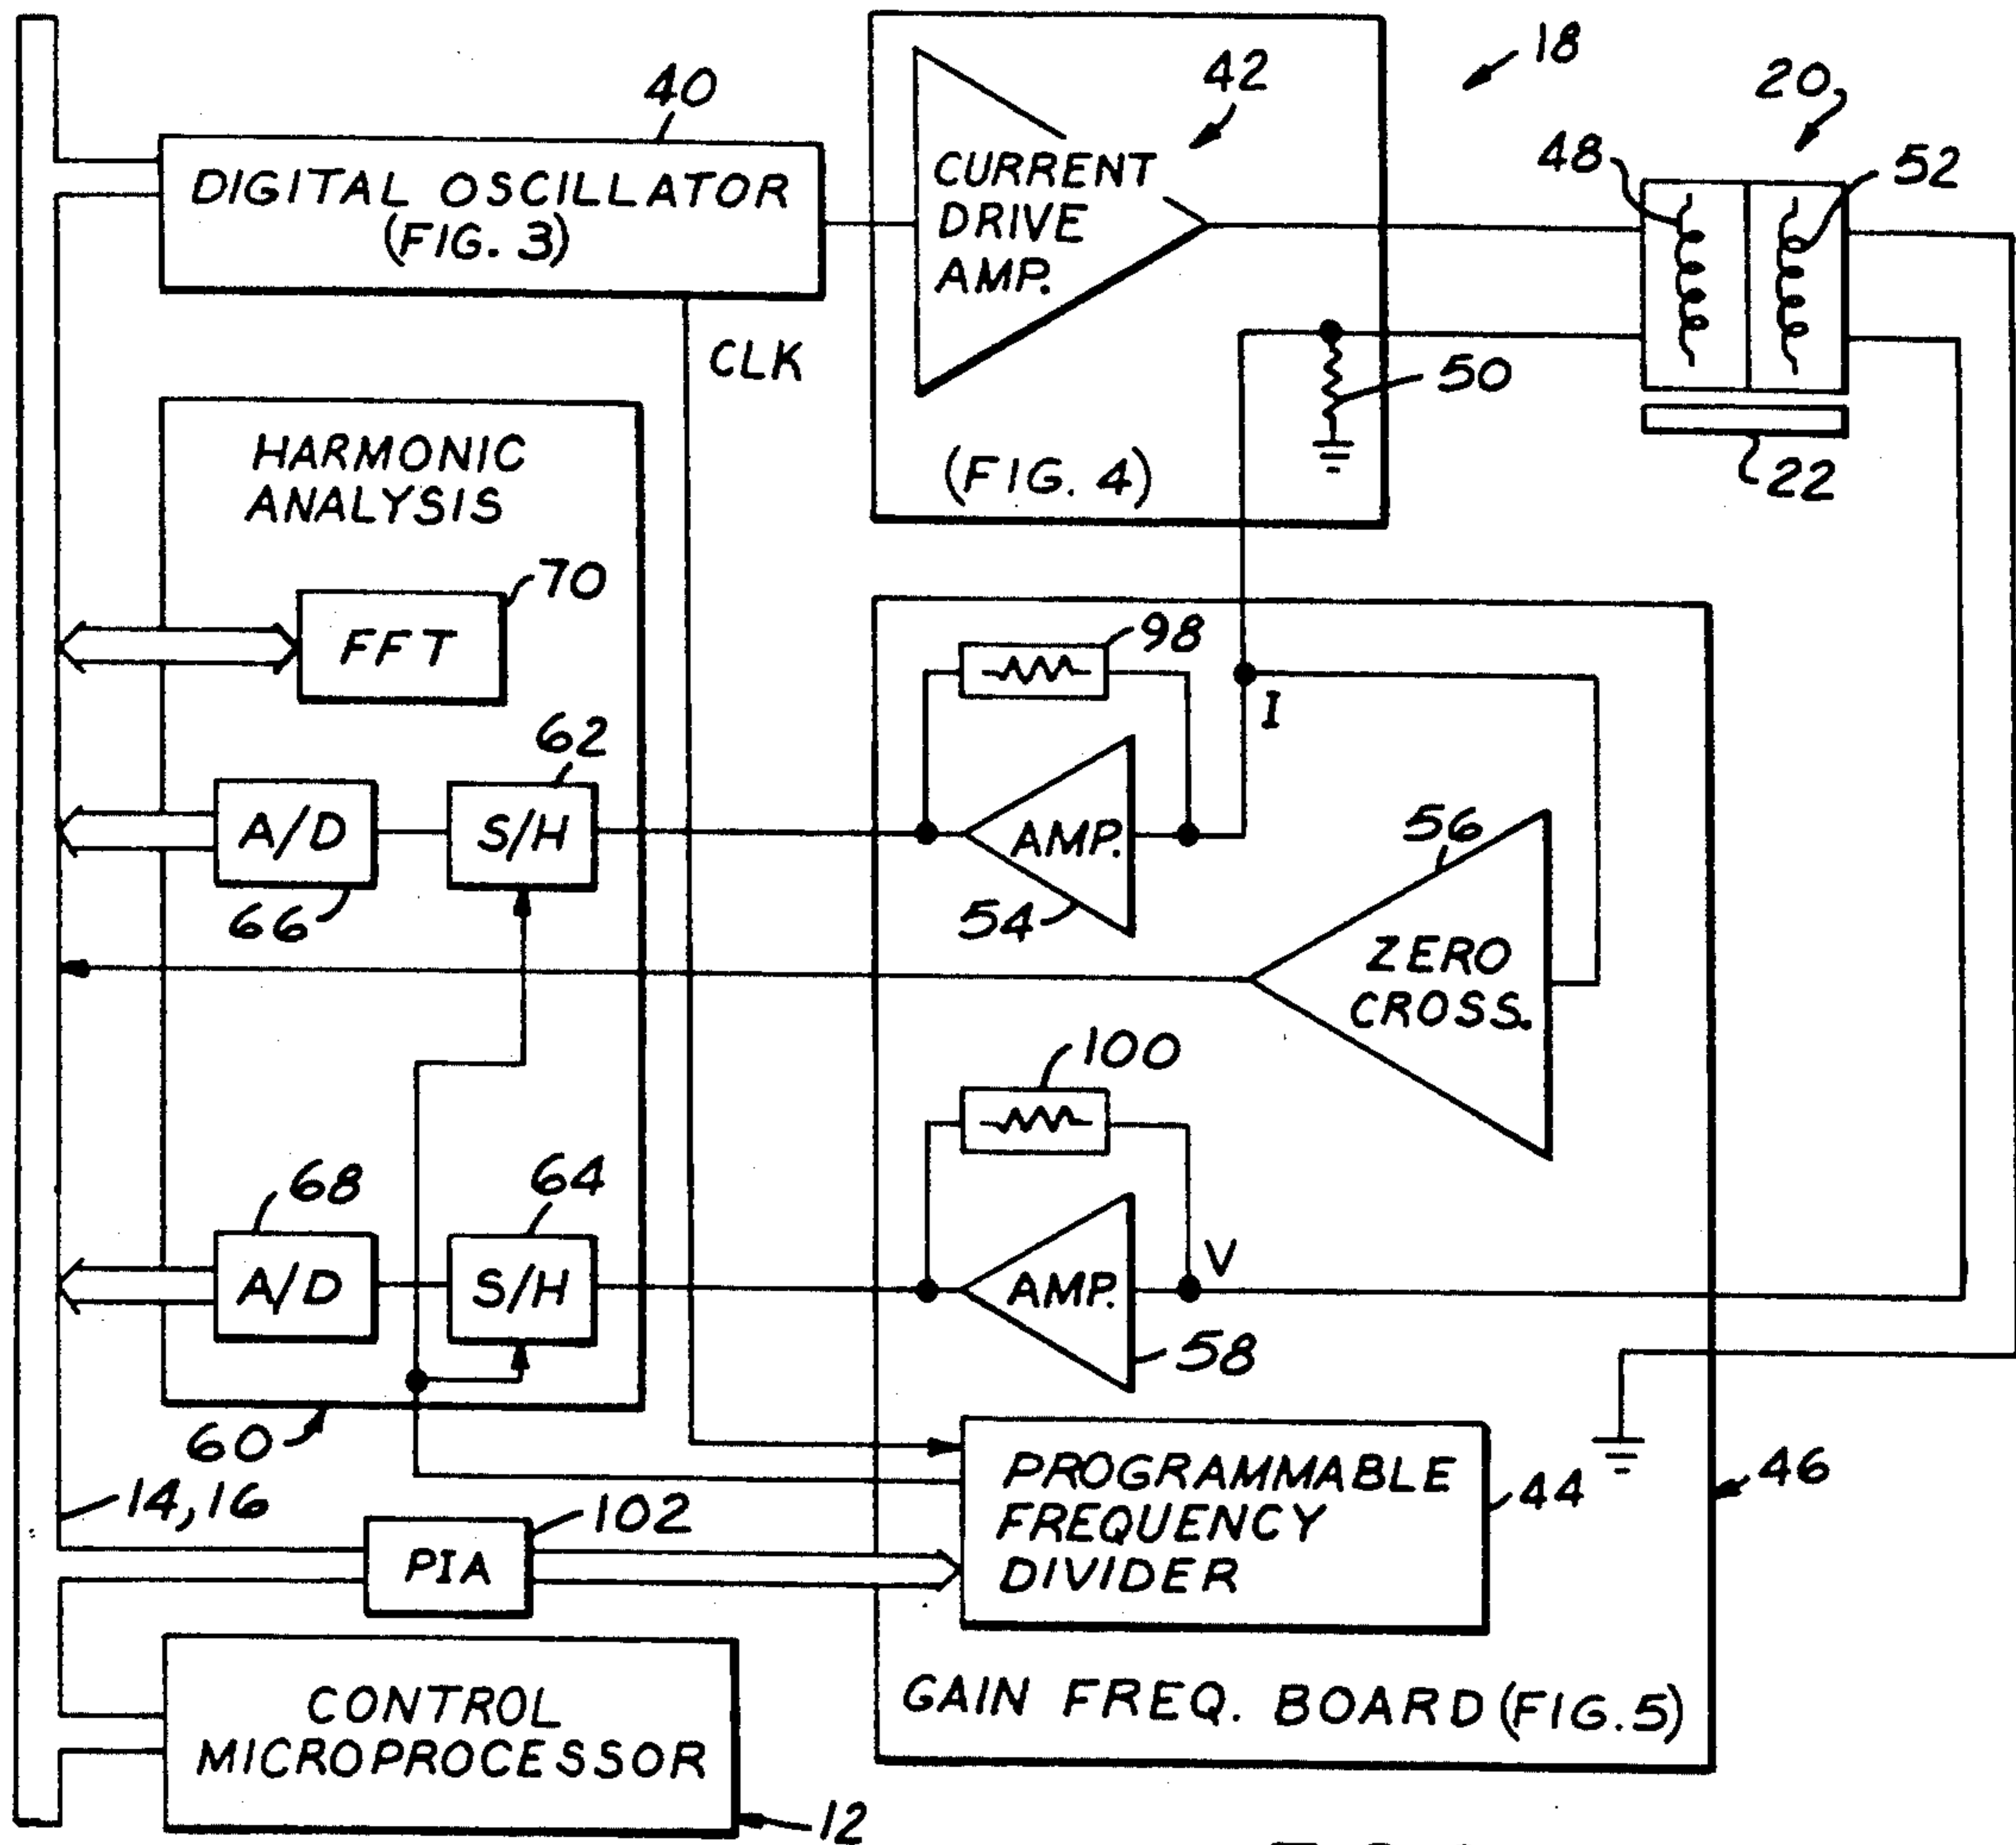 18
20
40
42
48
52
DIGITAL OSCILLATOR
(FIG. 3)
CURRENT
DRIVE
AMP.
CLK
50
(FIG. 4)
22
HARMONIC
ANALYSIS
70
FFT
98
I
62
A/D
S/H
AMP.
66
54
56
ZERO
CROSS.
100
68
64
V
A/D
S/H
AMP.
58
60
14,16
102
PIA
PROGRAMMABLE
FREQUENCY
DIVIDER
44
46
GAIN FREQ. BOARD (FIG.5)
CONTROL
MICROPROCESSOR
12